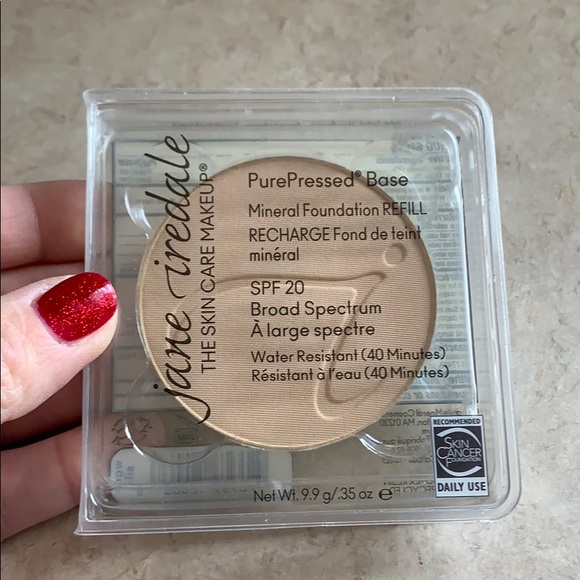 jane iredale
THE SKIN CARE MAKEUP®
PurePressed® Base
Mineral Foundation REFILL
RECHARGE Fond de teint
minéral
SPF 20
Broad Spectrum
À large spectre
Water Resistant (40 Minutes)
Résistant à l'eau (40 Minutes)
RECOMMENDED
SKIN
CANCER
FOUNDATION
DAILY USE
Net Wt. 9.9 g/.35 oz ℮